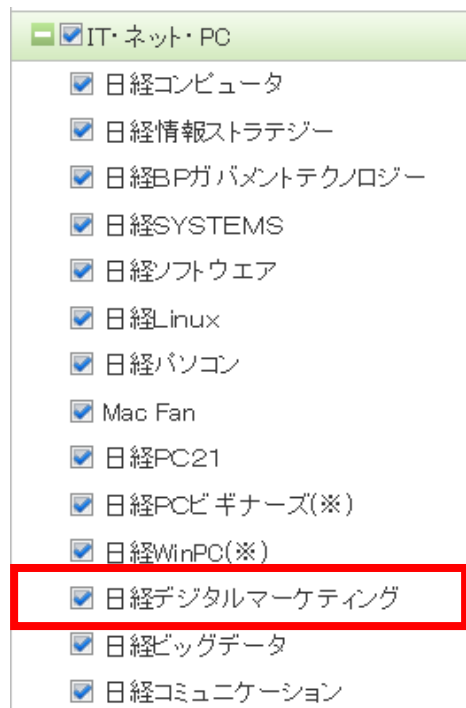 IT・ネット・PC
日経コンピュータ
日経情報ストラテジー
日経BPガバメントテクノロジー
日経SYSTEMS
日経ソフトウエア
日経Linux
日経パソコン
Mac Fan
日経PC21
日経PCビギナーズ(※)
日経WinPC(※)
日経デジタルマーケティング
日経ビッグデータ
日経コミュニケーション